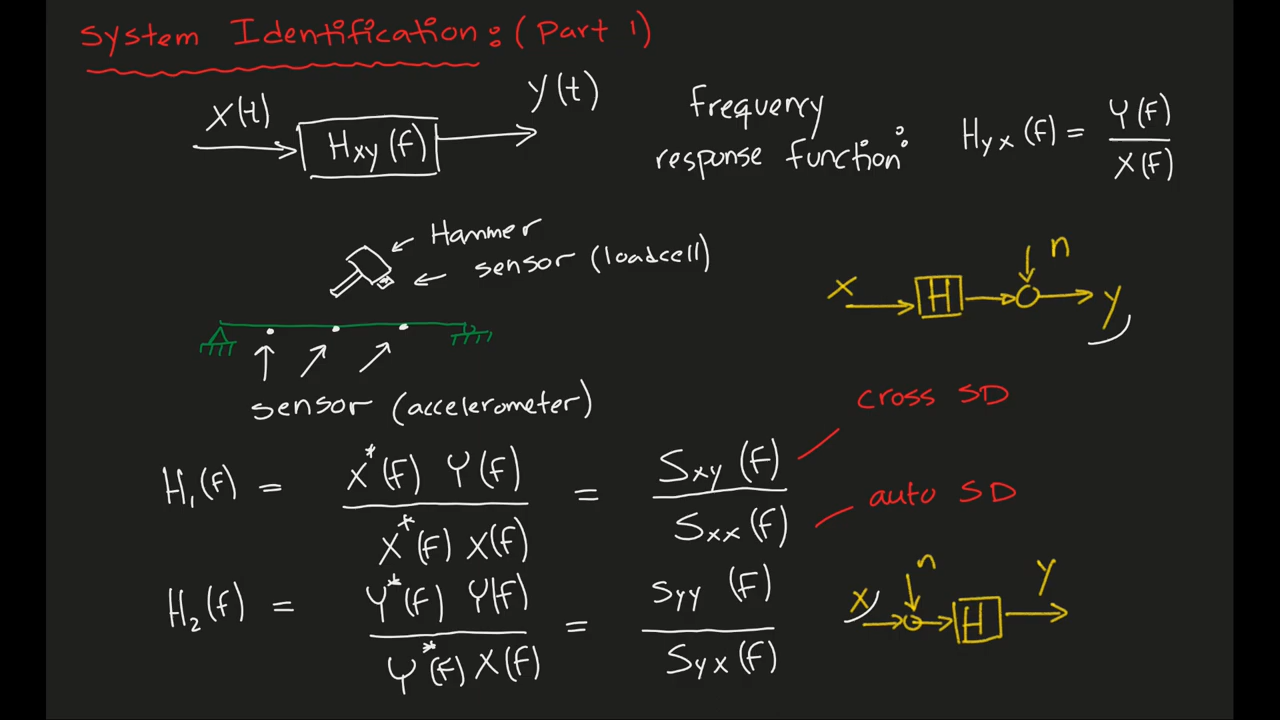 System Identification: (Part 1)
X(t)
Hxy(f)
Y(t)
Frequency
response function:
Hyx(f) = Y(f) / X(f)
Hammer
sensor (loadcell)
x
H
n
y
sensor (accelerometer)
H₁(f) = X*(f) Y(f) / X*(f) X(f) = Sxy(f) / Sxx(f)
cross SD
auto SD
H₂(f) = Y*(f) Y(f) / Y*(f) X(f) = Syy(f) / Syx(f)
x
n
H
y